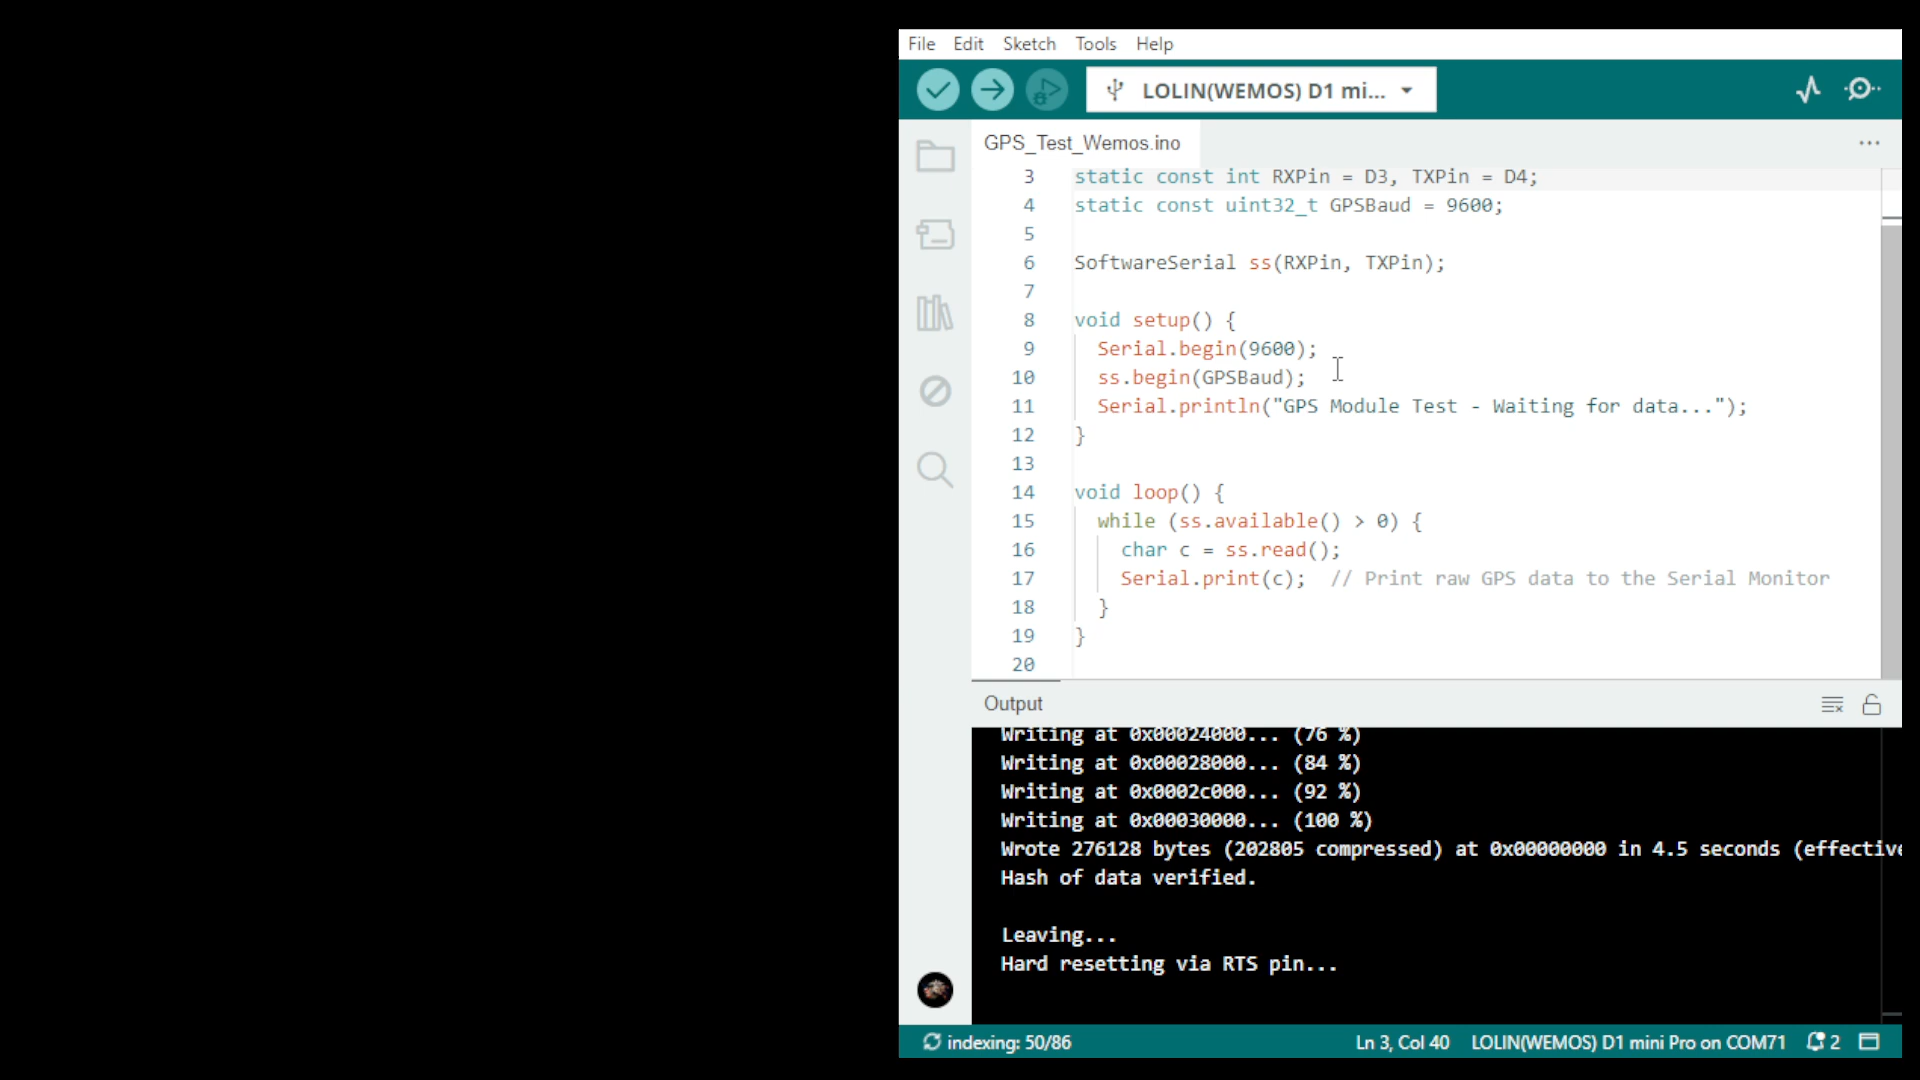 File Edit Sketch Tools Help
LOLIN(WEMOS) D1 mi...
GPS_Test_Wemos.ino
3 static const int RXPin = D3, TXPin = D4;
4 static const uint32_t GPSBaud = 9600;
5
6 SoftwareSerial ss(RXPin, TXPin);
7
8 void setup() {
9 Serial.begin(9600);
10 ss.begin(GPSBaud);
11 Serial.println("GPS Module Test - Waiting for data...");
12 }
13
14 void loop() {
15 while (ss.available() > 0) {
16 char c = ss.read();
17 Serial.print(c); // Print raw GPS data to the Serial Monitor
18 }
19 }
20
Output
Writing at 0x00024000... (76 %)
Writing at 0x00028000... (84 %)
Writing at 0x0002c000... (92 %)
Writing at 0x00030000... (100 %)
Wrote 276128 bytes (202805 compressed) at 0x00000000 in 4.5 seconds (effective
Hash of data verified.
Leaving...
Hard resetting via RTS pin...
indexing: 50/86 Ln 3, Col 40 LOLIN(WEMOS) D1 mini Pro on COM71 2